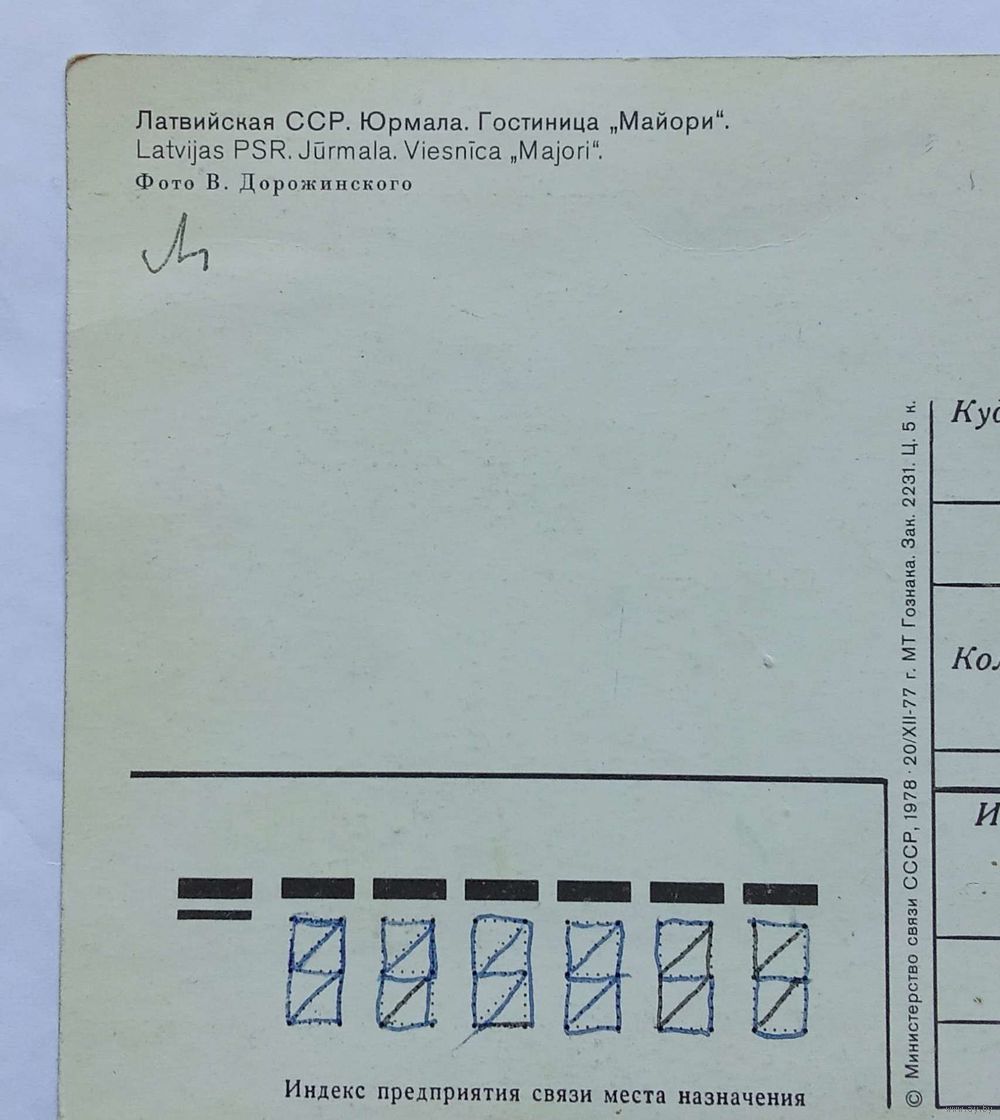 Латвийская ССР. Юрмала. Гостиница „Майори“.
Latvijas PSR. Jūrmala. Viesnīca „Majori“.
Фото В. Дорожинского
© Министерство связи СССР, 1978 · 20/XII-77 г. МТ Гознака. Зак. 2231. Ц. 5 к.
Индекс предприятия связи места назначения